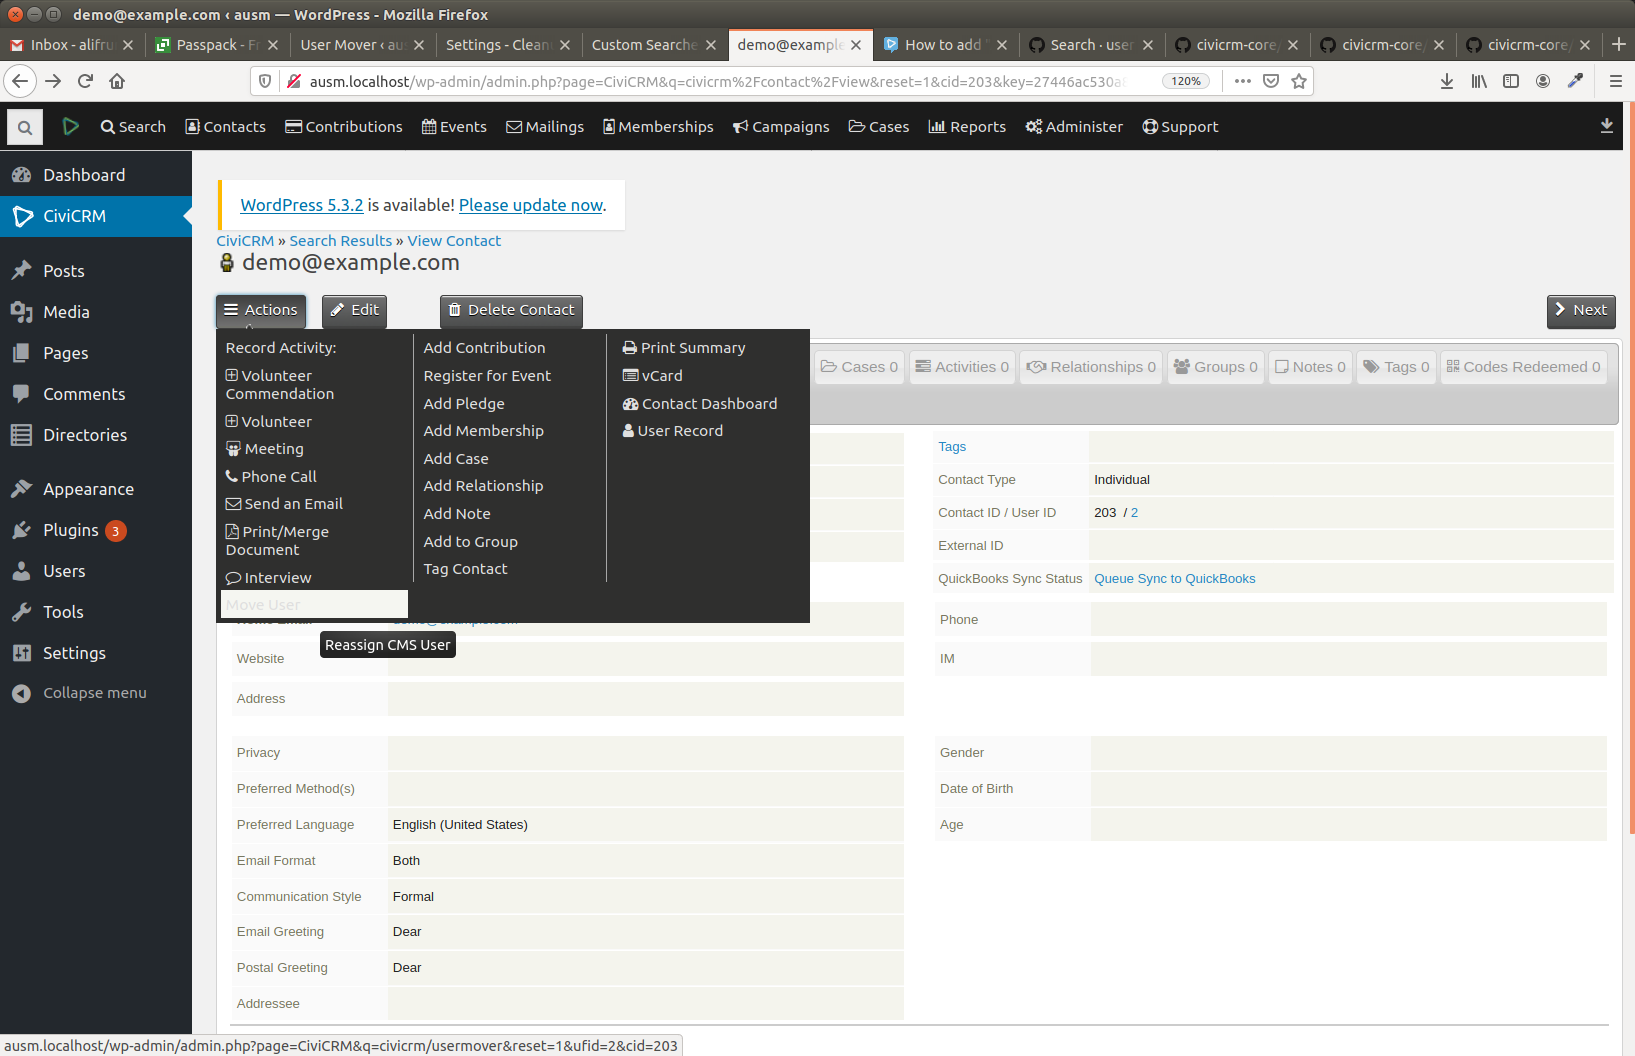 demo@example.com ‹ ausm — WordPress - Mozilla Firefox
Inbox - alifru
Passpack - Fr
User Mover ‹ aus
Settings - Clean
Custom Searche
demo@example
How to add "
Search · user
civicrm-core/
civicrm-core/
civicrm-core/
ausm.localhost/wp-admin/admin.php?page=CiviCRM&q=civicrm%2Fcontact%2Fview&reset=1&cid=203&key=27446ac530a
120%
Search
Contacts
Contributions
Events
Mailings
Memberships
Campaigns
Cases
Reports
Administer
Support
Dashboard
CiviCRM
Posts
Media
Pages
Comments
Directories
Appearance
Plugins 3
Users
Tools
Settings
Collapse menu
WordPress 5.3.2 is available! Please update now.
CiviCRM » Search Results » View Contact
demo@example.com
Actions
Edit
Delete Contact
Next
Record Activity:
Volunteer
Commendation
Volunteer
Meeting
Phone Call
Send an Email
Print/Merge
Document
Interview
Move User
Add Contribution
Register for Event
Add Pledge
Add Membership
Add Case
Add Relationship
Add Note
Add to Group
Tag Contact
Print Summary
vCard
Contact Dashboard
User Record
Reassign CMS User
Cases 0
Activities 0
Relationships 0
Groups 0
Notes 0
Tags 0
Codes Redeemed 0
Tags
Contact Type Individual
Contact ID / User ID 203 / 2
External ID
QuickBooks Sync Status Queue Sync to QuickBooks
Phone
Website
IM
Address
Privacy
Preferred Method(s)
Preferred Language English (United States)
Email Format Both
Communication Style Formal
Email Greeting Dear
Postal Greeting Dear
Addressee
Gender
Date of Birth
Age
ausm.localhost/wp-admin/admin.php?page=CiviCRM&q=civicrm/usermover&reset=1&ufid=2&cid=203